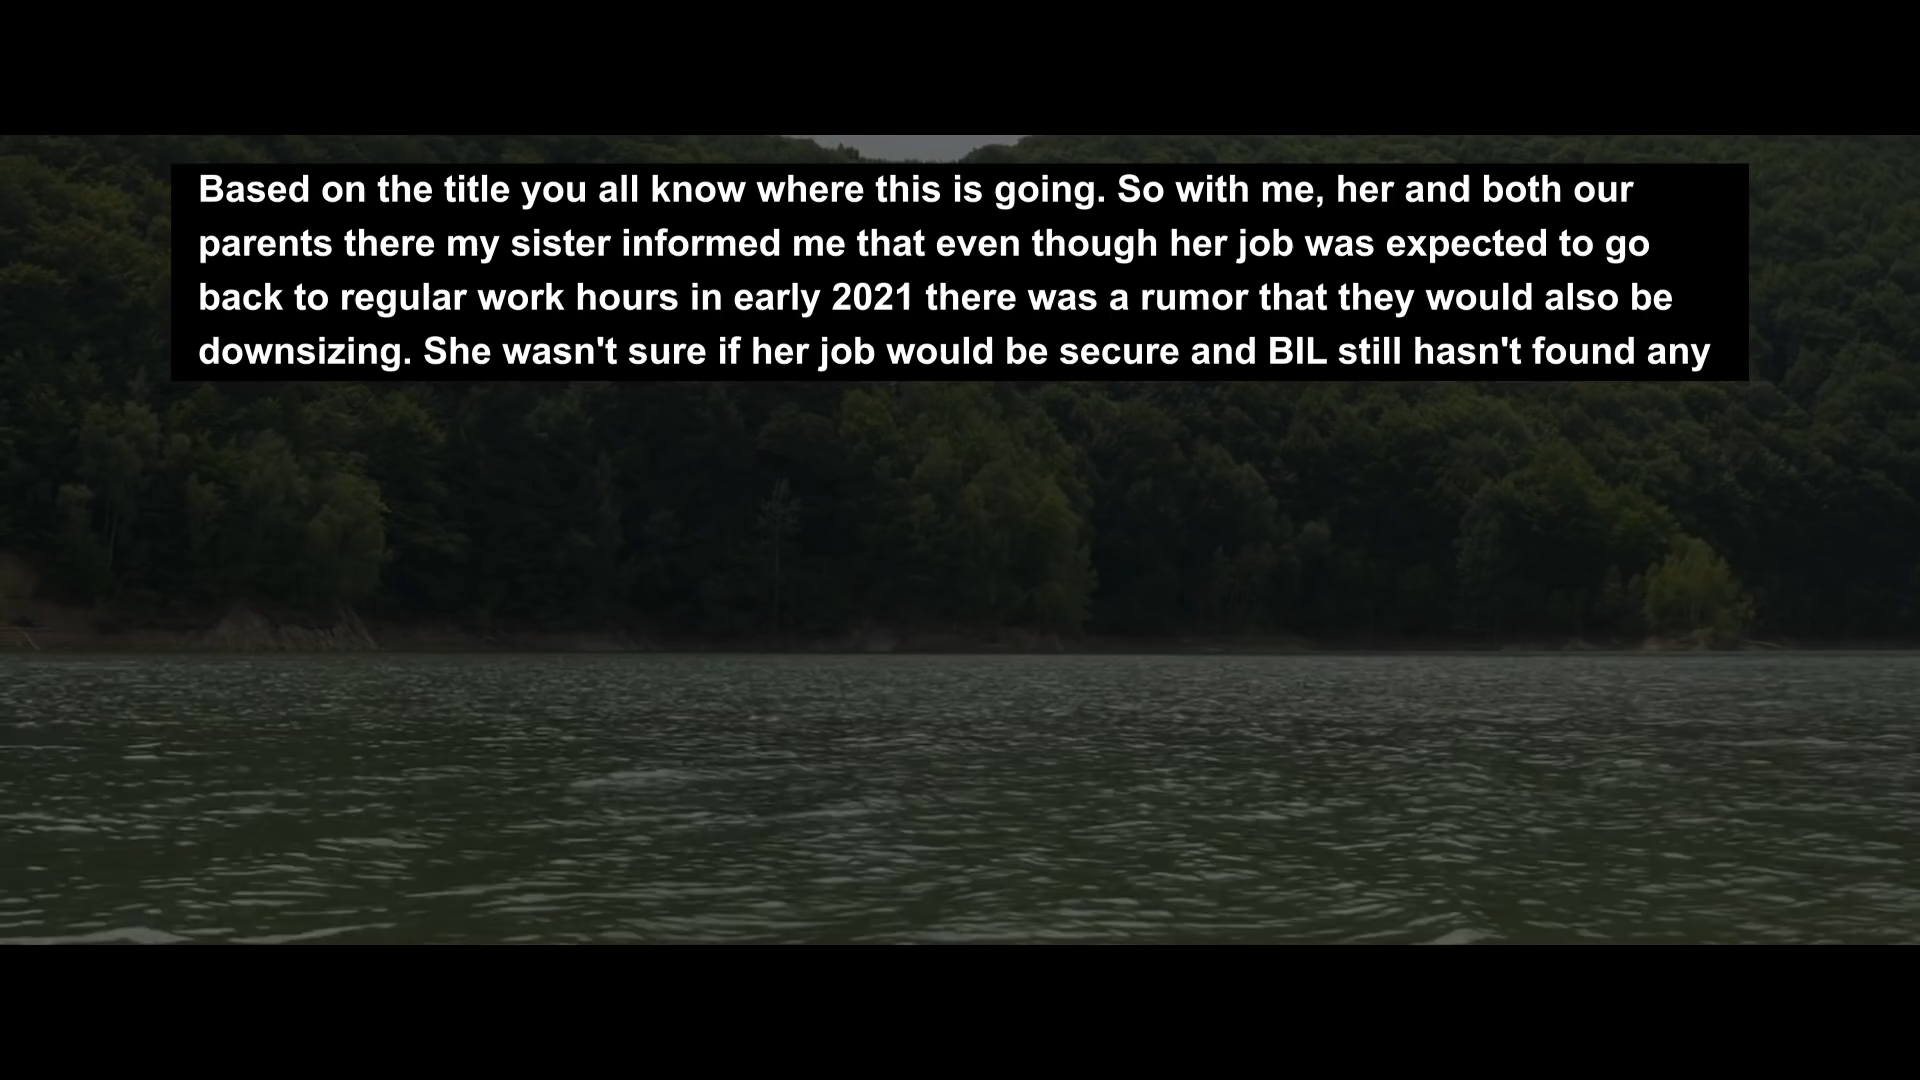 Based on the title you all know where this is going. So with me, her and both our
parents there my sister informed me that even though her job was expected to go
back to regular work hours in early 2021 there was a rumor that they would also be
downsizing. She wasn't sure if her job would be secure and BIL still hasn't found any